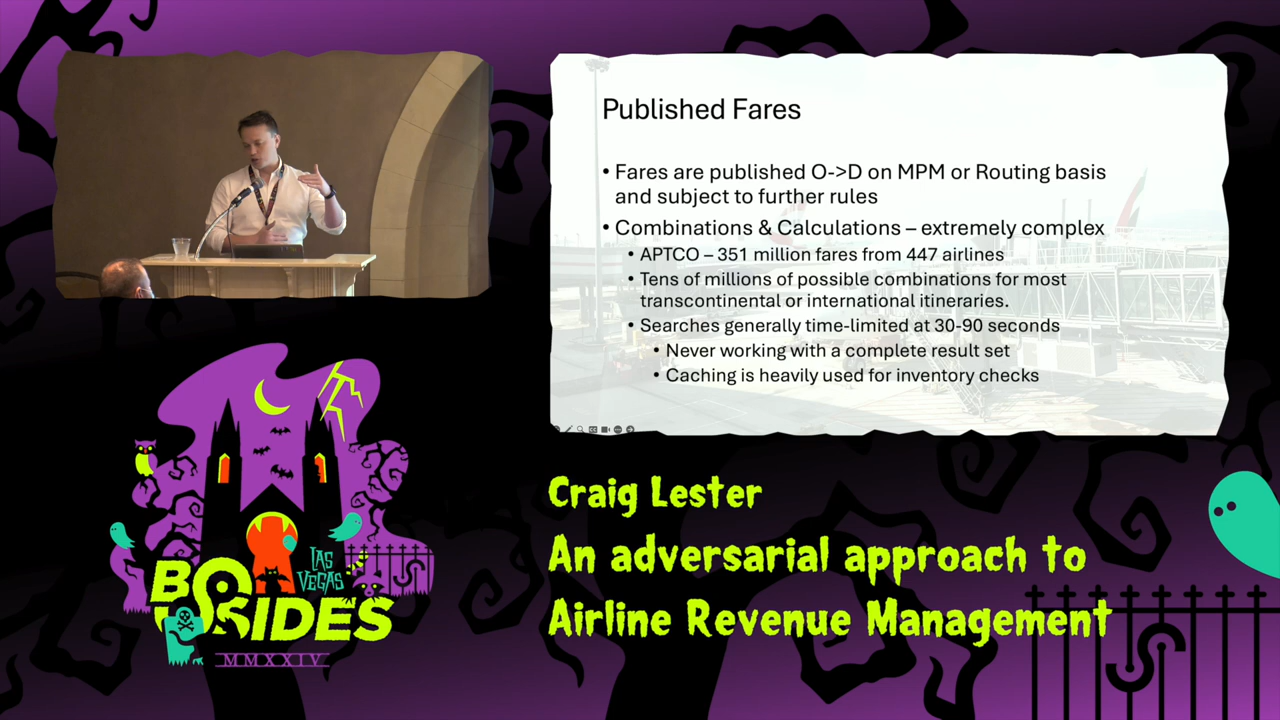 Published Fares
• Fares are published O->D on MPM or Routing basis
and subject to further rules
• Combinations & Calculations – extremely complex
• APTCO – 351 million fares from 447 airlines
• Tens of millions of possible combinations for most
transcontinental or international itineraries.
• Searches generally time-limited at 30-90 seconds
• Never working with a complete result set
• Caching is heavily used for inventory checks
LAS
VEGAS
BSIDES
MMXXIV
Craig Lester
An adversarial approach to
Airline Revenue Management